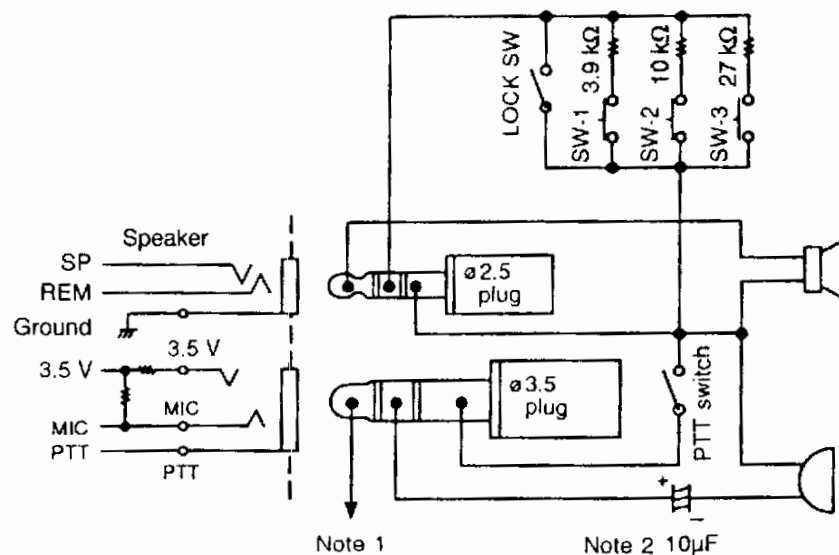 LOCK SW
3.9 kΩ
10 kΩ
27 kΩ
SW-1
SW-2
SW-3
Speaker
SP
REM
Ground
ø2.5
plug
3.5 V
3.5 V
MIC
MIC
PTT
PTT
ø3.5
plug
PTT switch
+
−
Note 1
Note 2 10µF